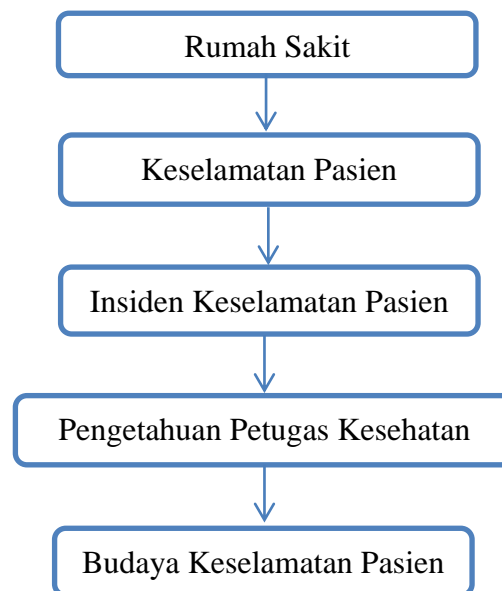 Rumah Sakit
Keselamatan Pasien
Insiden Keselamatan Pasien
Pengetahuan Petugas Kesehatan
Budaya Keselamatan Pasien